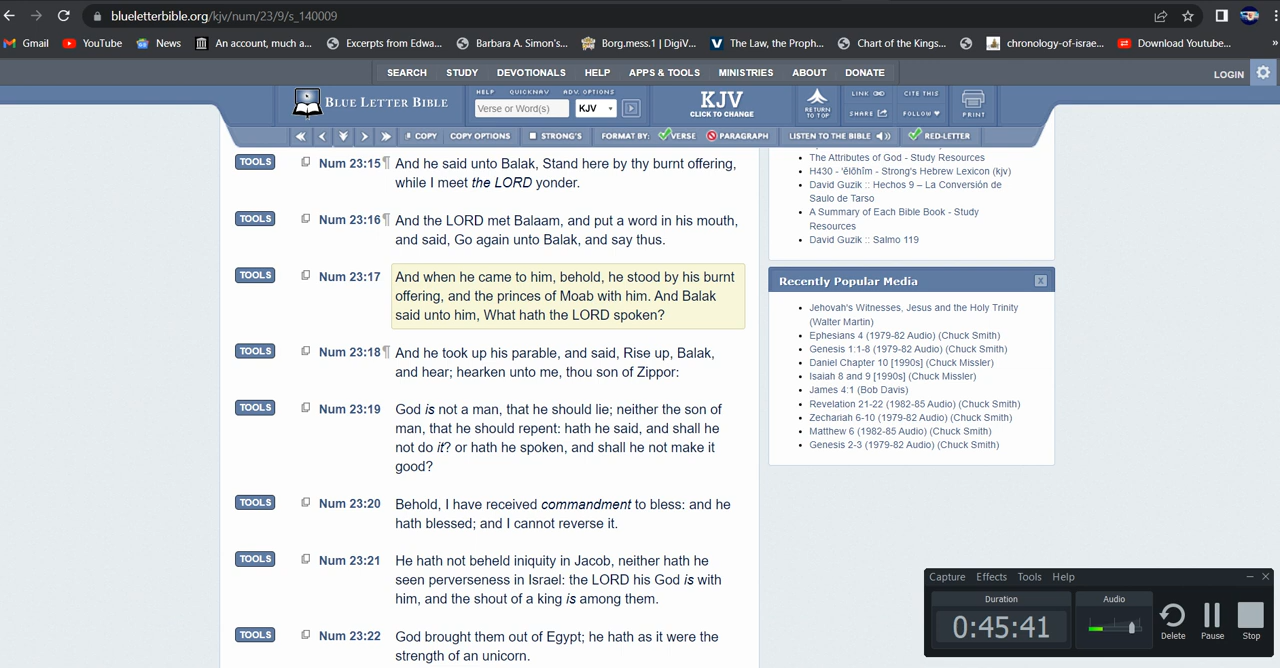 blueletterbible.org/kjv/num/23/9/s_140009
Gmail YouTube News An account, much a... Excerpts from Edwa... Barbara A. Simon's... Borg.mess.1 | DigiV... The Law, the Proph... Chart of the Kings... chronology-of-israe... Download Youtube... »
SEARCH STUDY DEVOTIONALS HELP APPS & TOOLS MINISTRIES ABOUT DONATE LOGIN
BLUE LETTER BIBLE
HELP QUICKNAV ADV. OPTIONS
Verse or Word(s) KJV
KJV
CLICK TO CHANGE
RETURN
TO TOP
LINK CITE THIS
SHARE FOLLOW
PRINT
COPY COPY OPTIONS STRONG'S FORMAT BY: VERSE PARAGRAPH LISTEN TO THE BIBLE RED-LETTER
TOOLS Num 23:15 ¶ And he said unto Balak, Stand here by thy burnt offering,
while I meet the LORD yonder.
TOOLS Num 23:16 ¶ And the LORD met Balaam, and put a word in his mouth,
and said, Go again unto Balak, and say thus.
TOOLS Num 23:17 And when he came to him, behold, he stood by his burnt
offering, and the princes of Moab with him. And Balak
said unto him, What hath the LORD spoken?
TOOLS Num 23:18 ¶ And he took up his parable, and said, Rise up, Balak,
and hear; hearken unto me, thou son of Zippor:
TOOLS Num 23:19 God is not a man, that he should lie; neither the son of
man, that he should repent: hath he said, and shall he
not do it? or hath he spoken, and shall he not make it
good?
TOOLS Num 23:20 Behold, I have received commandment to bless: and he
hath blessed; and I cannot reverse it.
TOOLS Num 23:21 He hath not beheld iniquity in Jacob, neither hath he
seen perverseness in Israel: the LORD his God is with
him, and the shout of a king is among them.
TOOLS Num 23:22 God brought them out of Egypt; he hath as it were the
strength of an unicorn.
The Attributes of God - Study Resources
H430 - 'ĕlōhîm - Strong's Hebrew Lexicon (kjv)
David Guzik :: Hechos 9 – La Conversión de
Saulo de Tarso
A Summary of Each Bible Book - Study
Resources
David Guzik :: Salmo 119
Recently Popular Media X
Jehovah's Witnesses, Jesus and the Holy Trinity
(Walter Martin)
Ephesians 4 (1979-82 Audio) (Chuck Smith)
Genesis 1:1-8 (1979-82 Audio) (Chuck Smith)
Daniel Chapter 10 [1990s] (Chuck Missler)
Isaiah 8 and 9 [1990s] (Chuck Missler)
James 4:1 (Bob Davis)
Revelation 21-22 (1982-85 Audio) (Chuck Smith)
Zechariah 6-10 (1979-82 Audio) (Chuck Smith)
Matthew 6 (1982-85 Audio) (Chuck Smith)
Genesis 2-3 (1979-82 Audio) (Chuck Smith)
Capture Effects Tools Help
Duration Audio
0:45:41
Delete Pause Stop